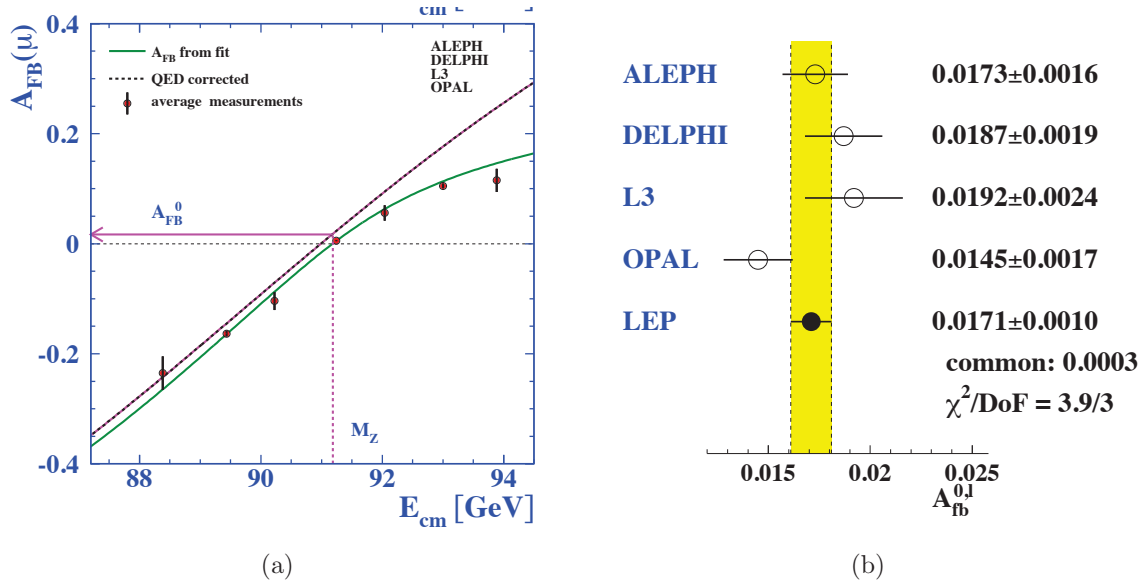 cm
0.4
A_FB(μ)
A_FB from fit
QED corrected
average measurements
ALEPH
DELPHI
L3
OPAL
0.2
A_FB^0
0
-0.2
M_Z
-0.4
88 90 92 94
E_cm [GeV]
(a)
ALEPH 0.0173±0.0016
DELPHI 0.0187±0.0019
L3 0.0192±0.0024
OPAL 0.0145±0.0017
LEP 0.0171±0.0010
common: 0.0003
χ²/DoF = 3.9/3
0.015 0.02 0.025
A_fb^0,l
(b)